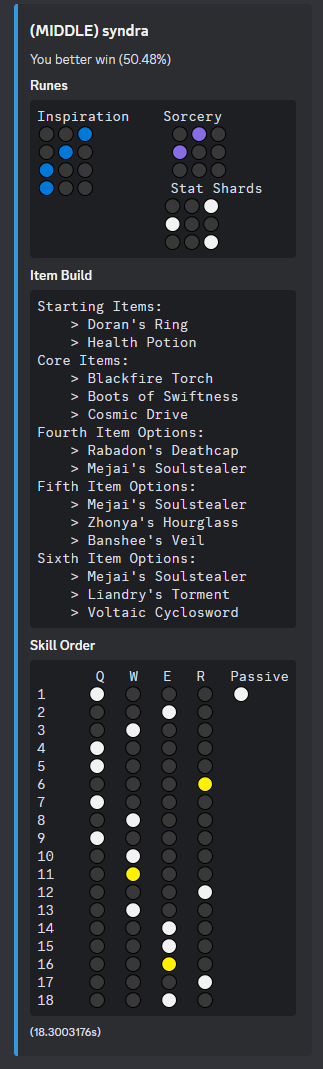 (MIDDLE) syndra
You better win (50.48%)
Runes
Inspiration Sorcery
Stat Shards
Item Build
Starting Items:
> Doran's Ring
> Health Potion
Core Items:
> Blackfire Torch
> Boots of Swiftness
> Cosmic Drive
Fourth Item Options:
> Rabadon's Deathcap
> Mejai's Soulstealer
Fifth Item Options:
> Mejai's Soulstealer
> Zhonya's Hourglass
> Banshee's Veil
Sixth Item Options:
> Mejai's Soulstealer
> Liandry's Torment
> Voltaic Cyclosword
Skill Order
Q W E R Passive
1
2
3
4
5
6
7
8
9
10
11
12
13
14
15
16
17
18
(18.3003176s)